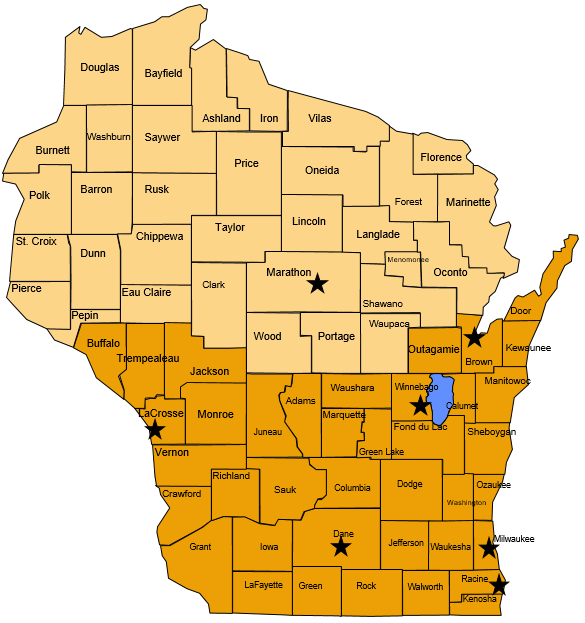 Douglas
Bayfield
Ashland
Iron
Vilas
Burnett
Washburn
Saywer
Price
Oneida
Florence
Polk
Barron
Rusk
Forest
Marinette
Lincoln
Langlade
Taylor
Chippewa
St. Croix
Dunn
Menomonee
Marathon
Oconto
Clark
Pierce
Eau Claire
Shawano
Pepin
Door
Waupaca
Wood
Portage
Buffalo
Trempealeau
Outagamie
Kewaunee
Brown
Jackson
Manitowoc
Waushara
Winnebago
Adams
Calumet
LaCrosse
Monroe
Marquette
Fond du Lac
Juneau
Sheboygan
Vernon
Green Lake
Richland
Dodge
Ozaukee
Sauk
Columbia
Crawford
Washington
Dane
Milwaukee
Jefferson
Waukesha
Grant
Iowa
Racine
LaFayette
Green
Rock
Walworth
Kenosha